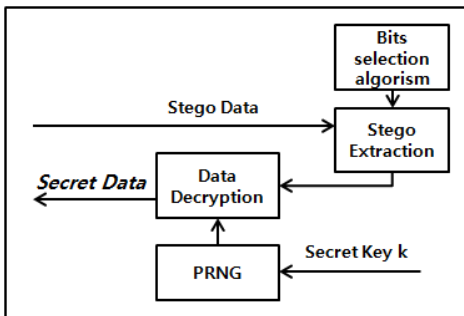 Bits
selection
algorism
Stego Data
Stego
Extraction
Secret Data
Data
Decryption
Secret Key k
PRNG